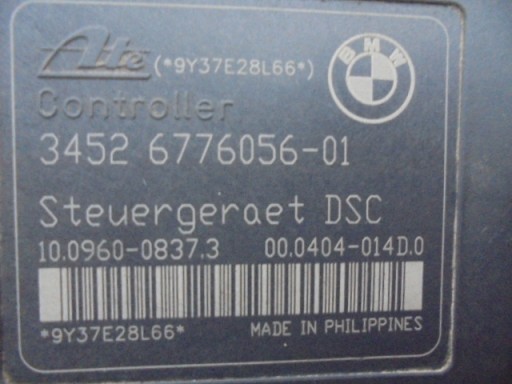 Ate (*9Y37E28L66*) BMW
Controller
3452 6776056-01
Steuergeraet DSC
10.0960-0837.3 00.0404-014D.0
*9Y37E28L66* MADE IN PHILIPPINES